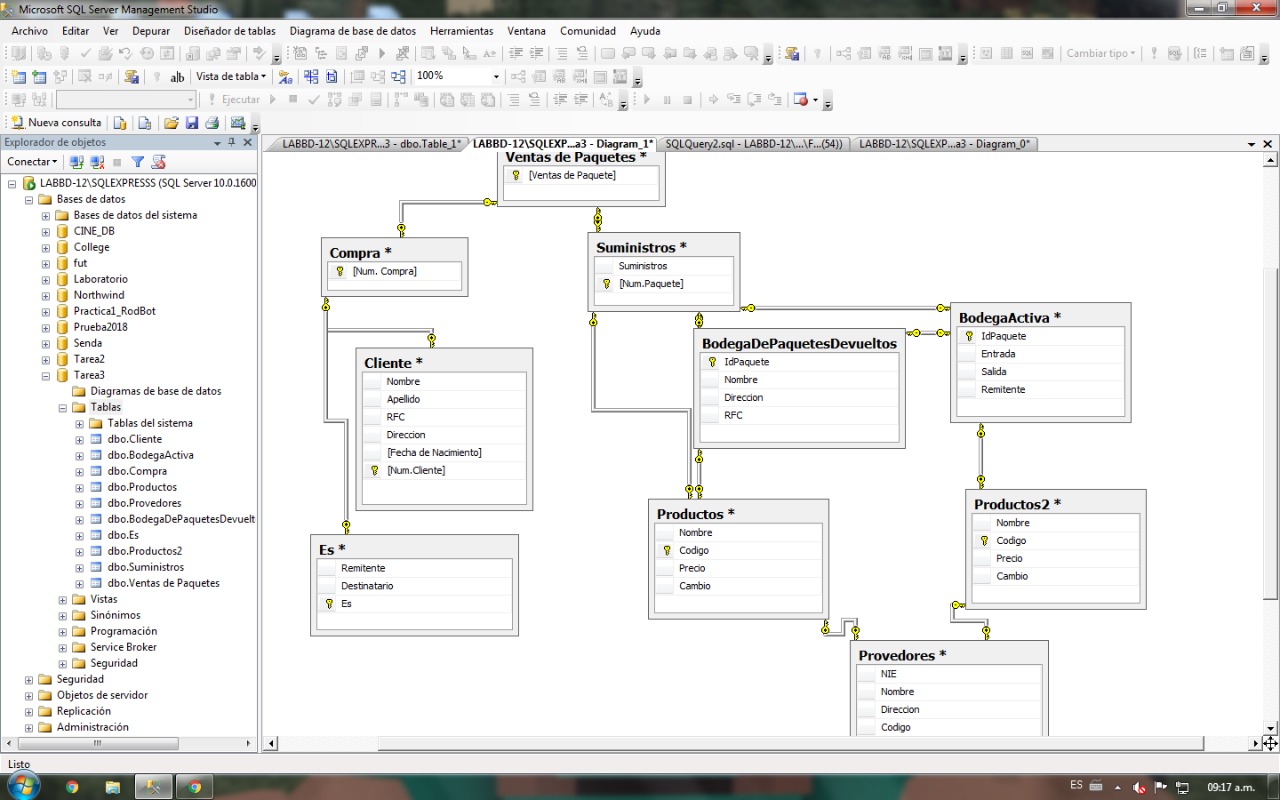 Microsoft SQL Server Management Studio
Archivo Editar Ver Depurar Diseñador de tablas Diagrama de base de datos Herramientas Ventana Comunidad Ayuda
Cambiar tipo
Vista de tabla 100%
Ejecutar
Nueva consulta
Explorador de objetos
Conectar
LABBD-12\SQLEXPRESSS (SQL Server 10.0.1600
Bases de datos
Bases de datos del sistema
CINE_DB
College
fut
Laboratorio
Northwind
Practica1_RodBot
Prueba2018
Senda
Tarea2
Tarea3
Diagramas de base de datos
Tablas
Tablas del sistema
dbo.Cliente
dbo.BodegaActiva
dbo.Compra
dbo.Productos
dbo.Provedores
dbo.BodegaDePaquetesDevuelt
dbo.Es
dbo.Productos2
dbo.Suministros
dbo.Ventas de Paquetes
Vistas
Sinónimos
Programación
Service Broker
Seguridad
Seguridad
Objetos de servidor
Replicación
Administración
LABBD-12\SQLEXPR...3 - dbo.Table_1* LABBD-12\SQLEXPR...a3 - Diagram_1* SQLQuery2.sql - LABBD-12\...\F...(54)) LABBD-12\SQLEXP...a3 - Diagram_0*
Ventas de Paquetes *
[Ventas de Paquete]
Compra *
[Num. Compra]
Suministros *
Suministros
[Num.Paquete]
Cliente *
Nombre
Apellido
RFC
Direccion
[Fecha de Nacimiento]
[Num.Cliente]
BodegaDePaquetesDevueltos
IdPaquete
Nombre
Direccion
RFC
BodegaActiva *
IdPaquete
Entrada
Salida
Remitente
Es *
Remitente
Destinatario
Es
Productos *
Nombre
Codigo
Precio
Cambio
Productos2 *
Nombre
Codigo
Precio
Cambio
Provedores *
NIE
Nombre
Direccion
Codigo
Listo
ES 09:17 a.m.